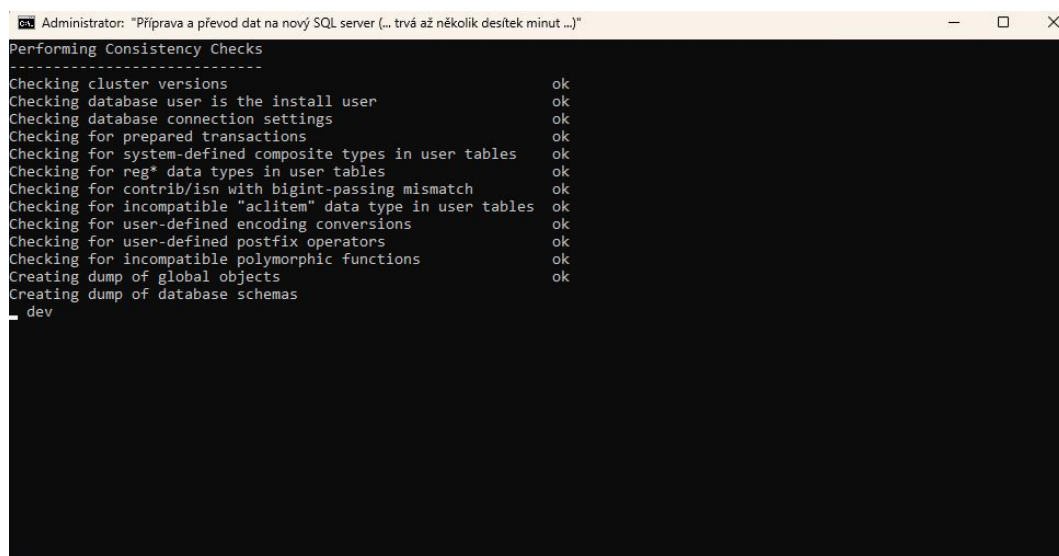 Administrator: "Příprava a převod dat na nový SQL server (... trvá až několik desítek minut ...)"
Performing Consistency Checks
-----------------------------
Checking cluster versions                                   ok
Checking database user is the install user                  ok
Checking database connection settings                       ok
Checking for prepared transactions                          ok
Checking for system-defined composite types in user tables  ok
Checking for reg* data types in user tables                 ok
Checking for contrib/isn with bigint-passing mismatch       ok
Checking for incompatible "aclitem" data type in user tables  ok
Checking for user-defined encoding conversions              ok
Checking for user-defined postfix operators                 ok
Checking for incompatible polymorphic functions             ok
Creating dump of global objects                             ok
Creating dump of database schemas
  dev